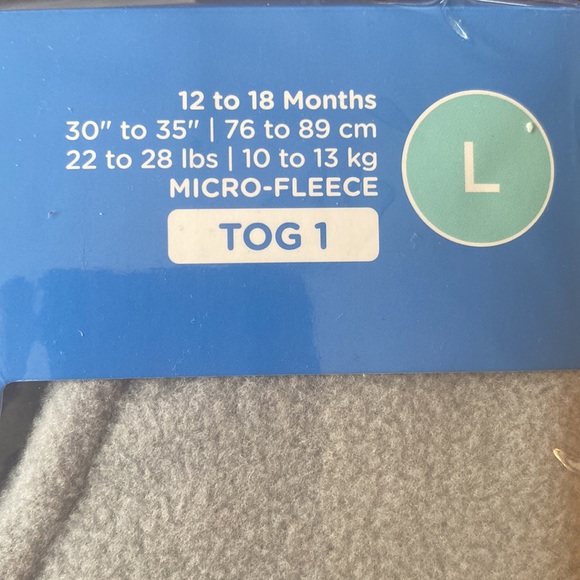 12 to 18 Months
30" to 35" | 76 to 89 cm
22 to 28 lbs | 10 to 13 kg
MICRO-FLEECE
TOG 1
L